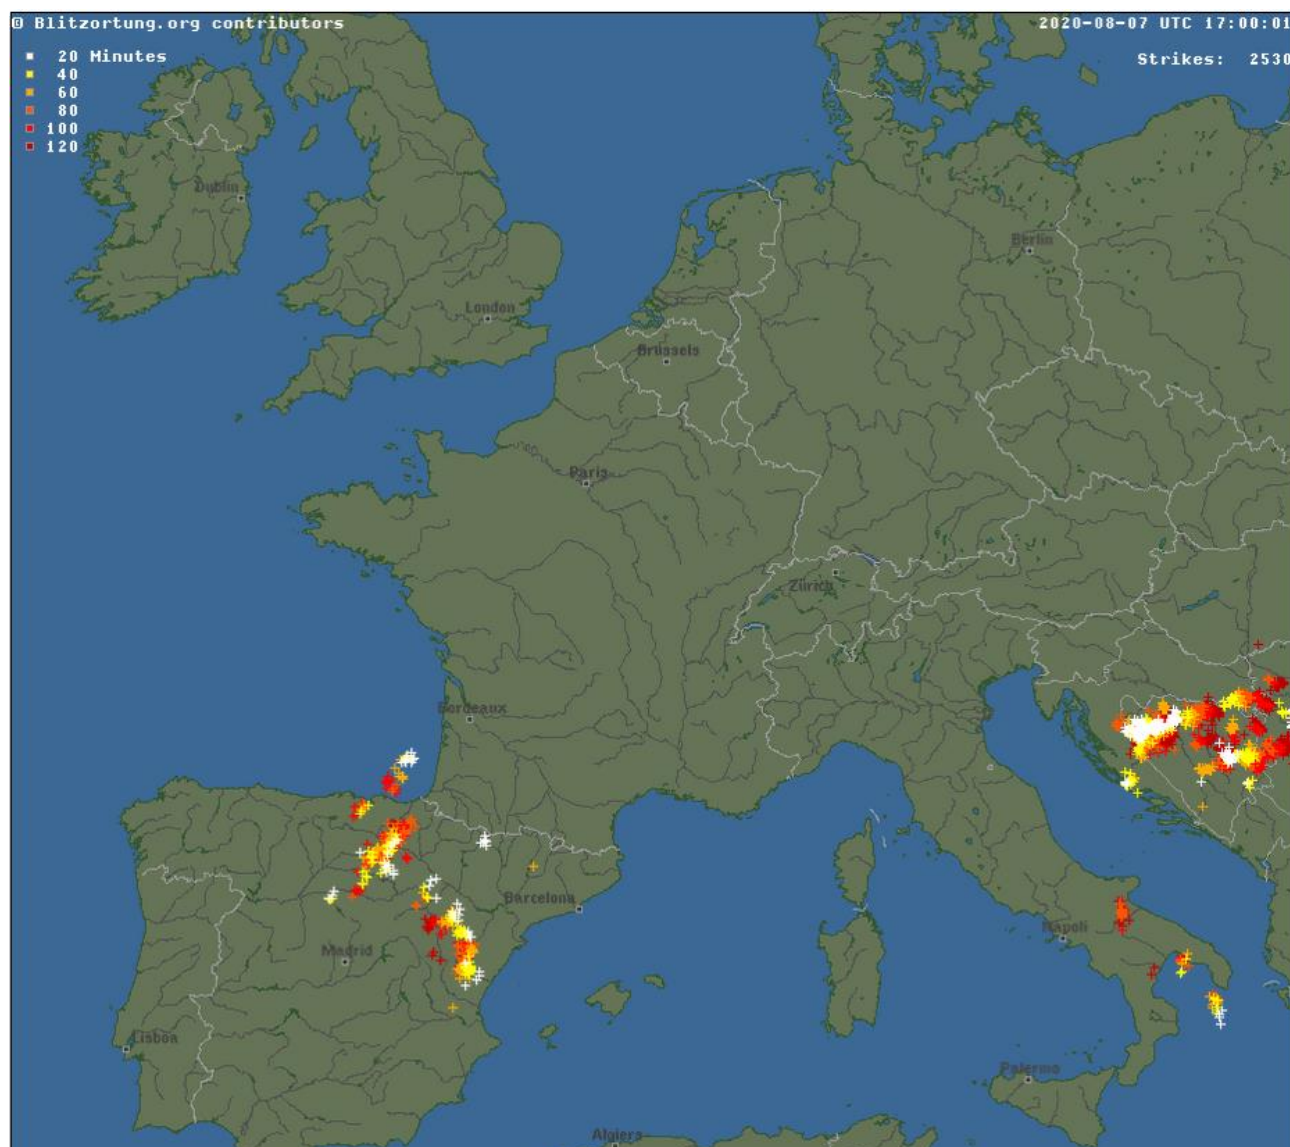 © Blitzortung.org contributors
2020-08-07 UTC 17:00:01
20 Minutes
Strikes: 2530
40
60
80
100
120
Dublin
Berlin
London
Brüssels
Paris
Zürich
Bordeaux
Barcelona
Napoli
Madrid
Lisboa
Palermo
Algiers